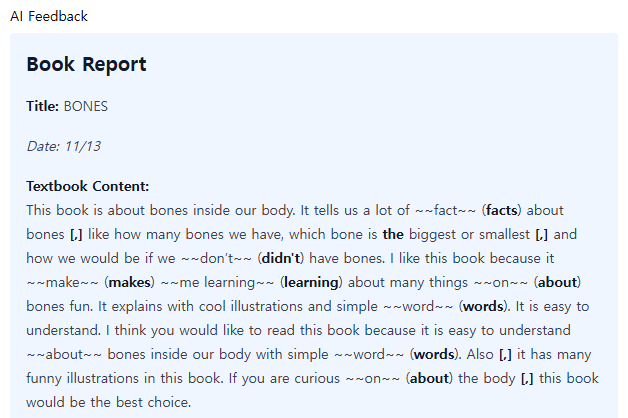 AI Feedback
Book Report
Title: BONES
Date: 11/13
Textbook Content:
This book is about bones inside our body. It tells us a lot of ~~fact~~ (facts) about
bones [,] like how many bones we have, which bone is the biggest or smallest [,] and
how we would be if we ~~don't~~ (didn't) have bones. I like this book because it
~~make~~ (makes) ~~me learning~~ (learning) about many things ~~on~~ (about)
bones fun. It explains with cool illustrations and simple ~~word~~ (words). It is easy to
understand. I think you would like to read this book because it is easy to understand
~~about~~ bones inside our body with simple ~~word~~ (words). Also [,] it has many
funny illustrations in this book. If you are curious ~~on~~ (about) the body [,] this book
would be the best choice.